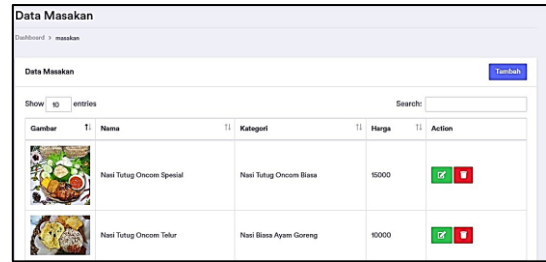 Data Masakan
Dashboard > masakan
Data Masakan
Tambah
Show 10 entries
Search:
Gambar Nama Kategori Harga Action
Nasi Tutug Oncom Spesial Nasi Tutug Oncom Biasa 15000
Nasi Tutug Oncom Telur Nasi Biasa Ayam Goreng 10000